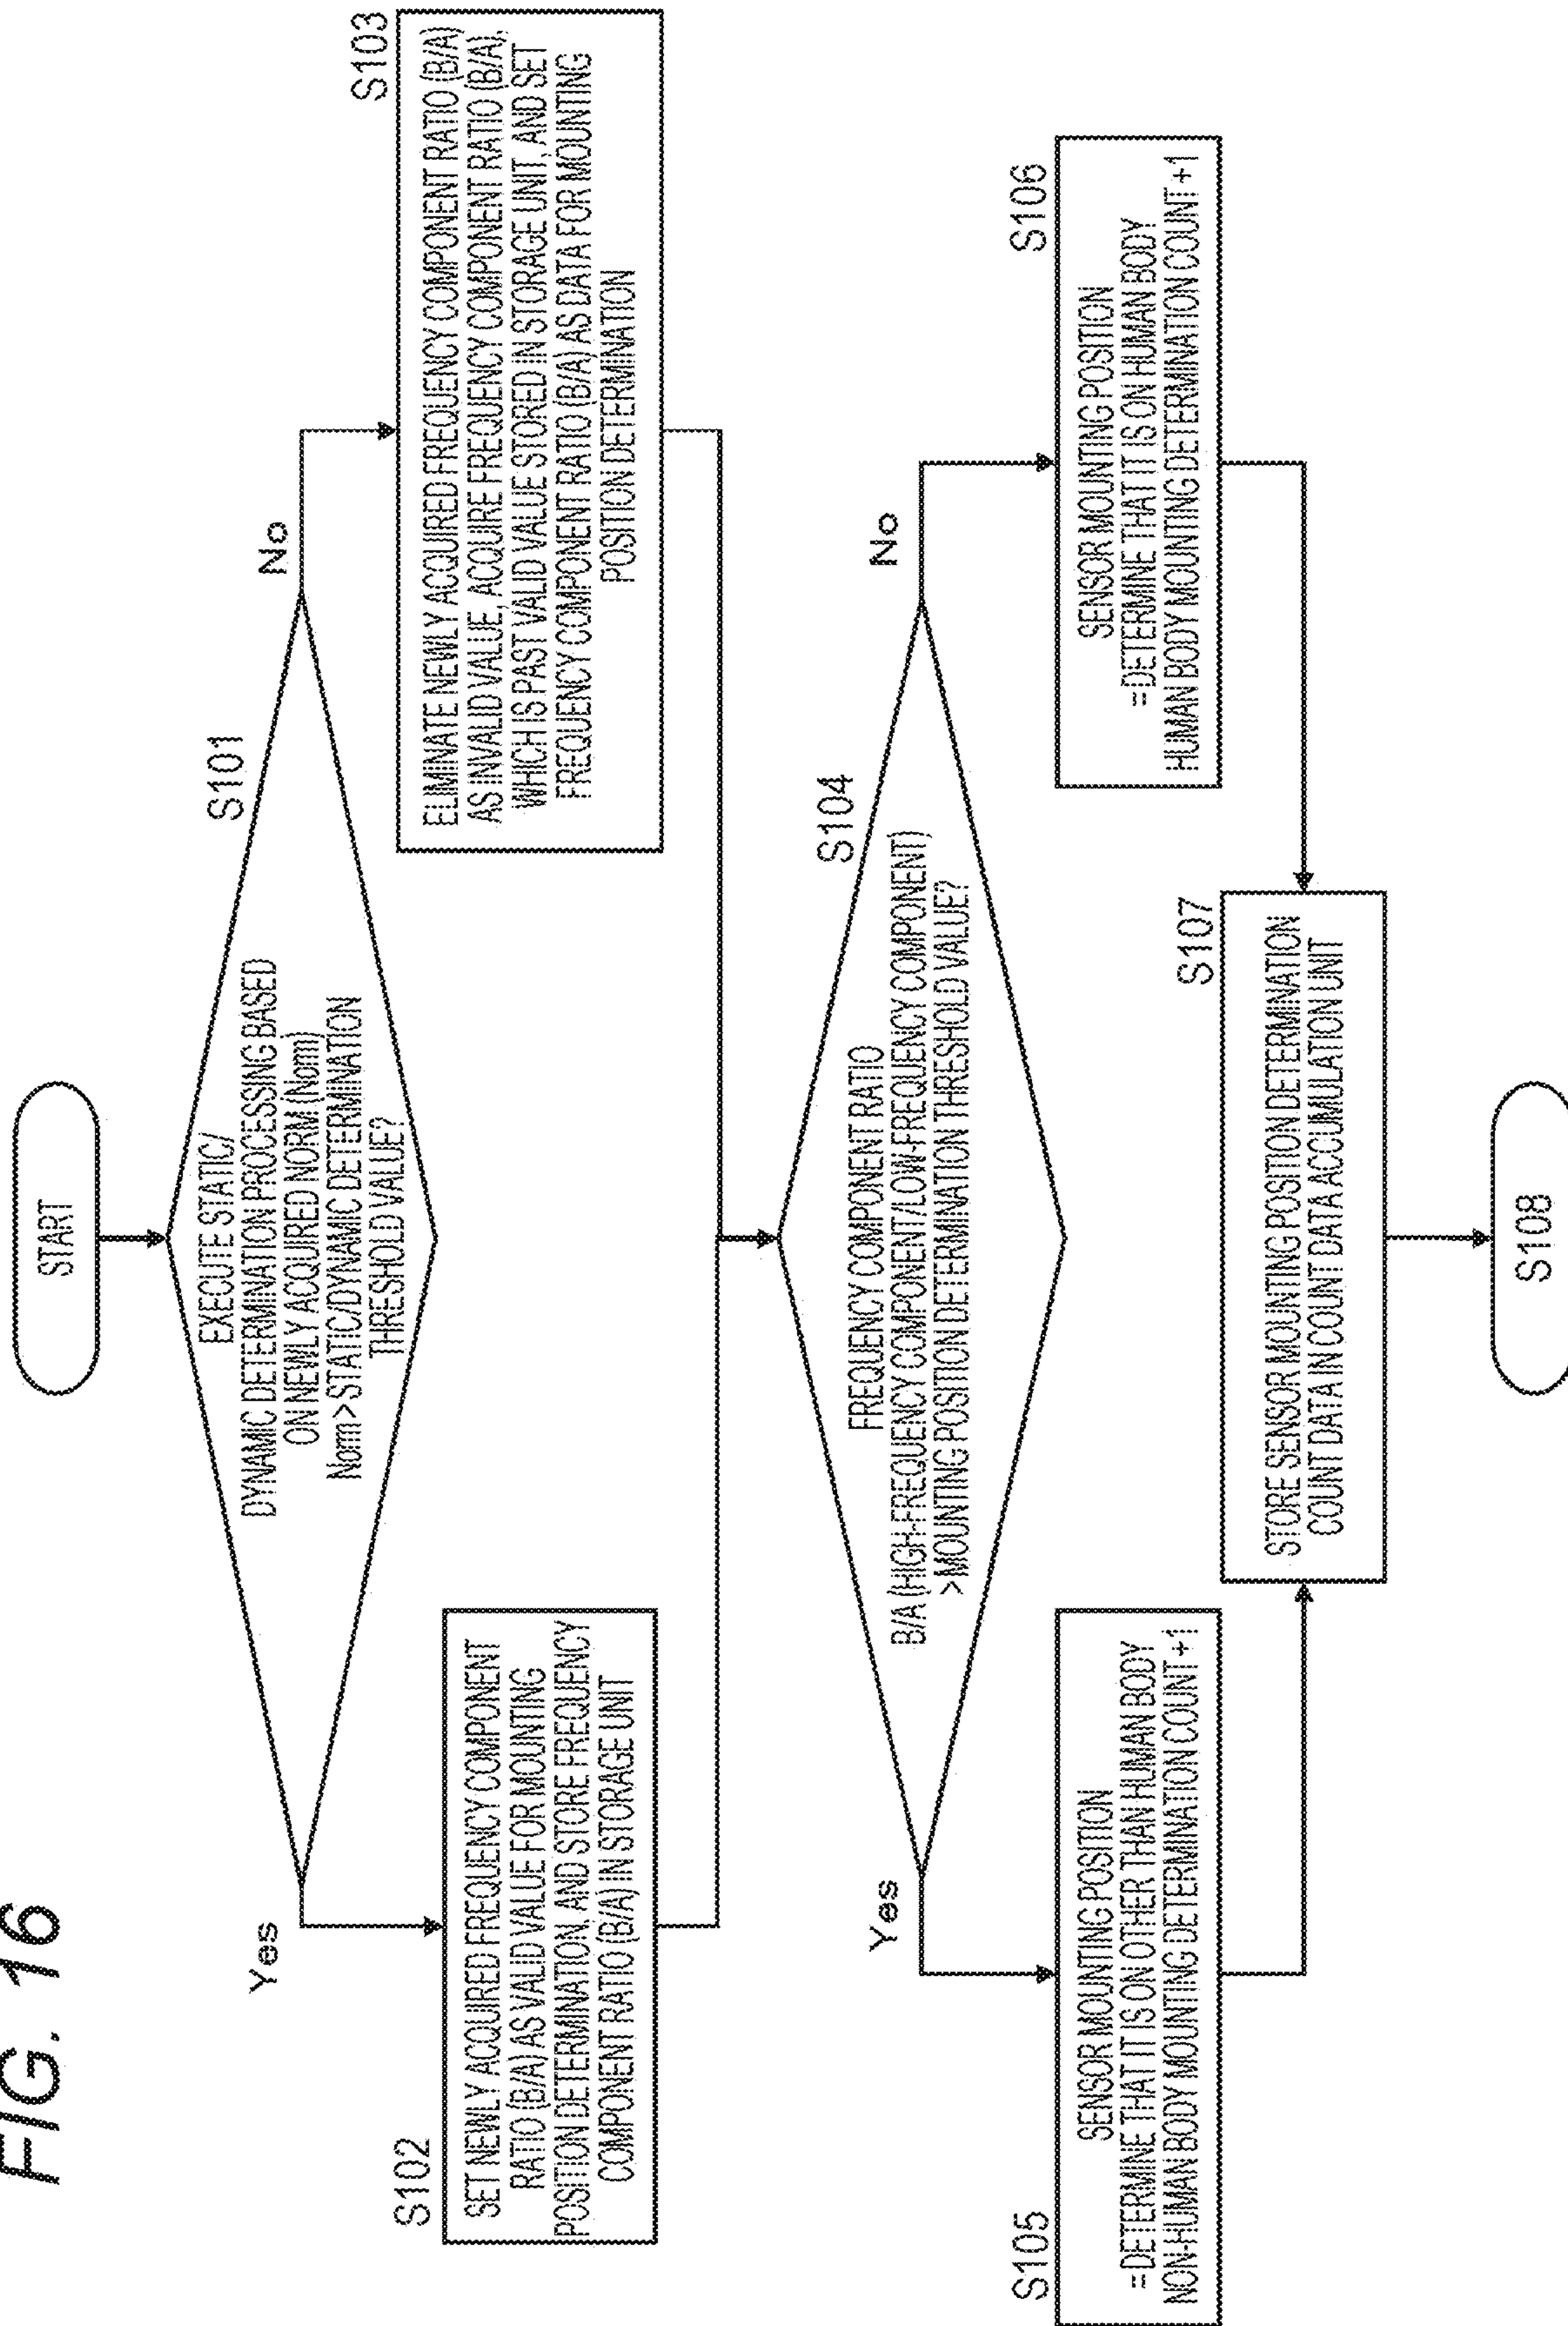 FIG. 16
START
S101
EXECUTE STATIC/
DYNAMIC DETERMINATION PROCESSING BASED
ON NEWLY ACQUIRED NORM (Norm)
Norm > STATIC/DYNAMIC DETERMINATION
THRESHOLD VALUE?
Yes
No
S102
SET NEWLY ACQUIRED FREQUENCY COMPONENT
RATIO (B/A) AS VALID VALUE FOR MOUNTING
POSITION DETERMINATION, AND STORE FREQUENCY
COMPONENT RATIO (B/A) IN STORAGE UNIT
S103
ELIMINATE NEWLY ACQUIRED FREQUENCY COMPONENT RATIO (B/A)
AS INVALID VALUE, ACQUIRE FREQUENCY COMPONENT RATIO (B/A),
WHICH IS PAST VALID VALUE STORED IN STORAGE UNIT, AND SET
FREQUENCY COMPONENT RATIO (B/A) AS DATA FOR MOUNTING
POSITION DETERMINATION
S104
FREQUENCY COMPONENT RATIO
B/A (HIGH-FREQUENCY COMPONENT/LOW-FREQUENCY COMPONENT)
>MOUNTING POSITION DETERMINATION THRESHOLD VALUE?
Yes
No
S105
SENSOR MOUNTING POSITION
=DETERMINE THAT IT IS ON OTHER THAN HUMAN BODY
NON-HUMAN BODY MOUNTING DETERMINATION COUNT+1
S106
SENSOR MOUNTING POSITION
=DETERMINE THAT IT IS ON HUMAN BODY
HUMAN BODY MOUNTING DETERMINATION COUNT +1
S107
STORE SENSOR MOUNTING POSITION DETERMINATION
COUNT DATA IN COUNT DATA ACCUMULATION UNIT
S108